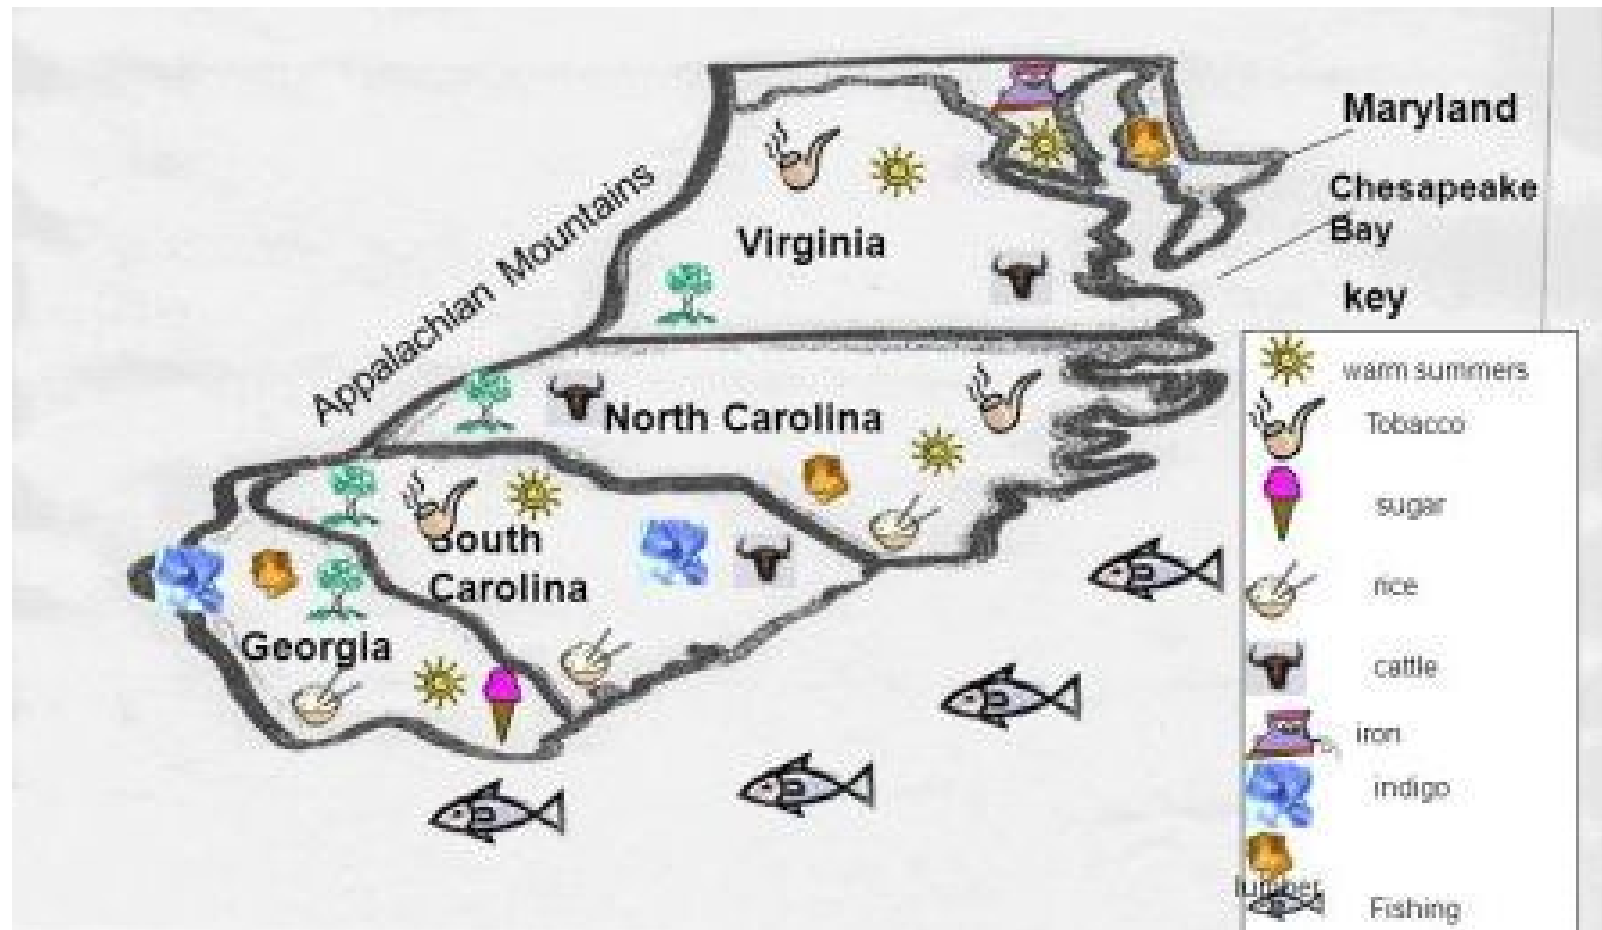 Maryland
Chesapeake
Bay
Appalachian Mountains
Virginia
key
warm summers
North Carolina
Tobacco
sugar
South
Carolina
rice
Georgia
cattle
iron
indigo
lumber
Fishing